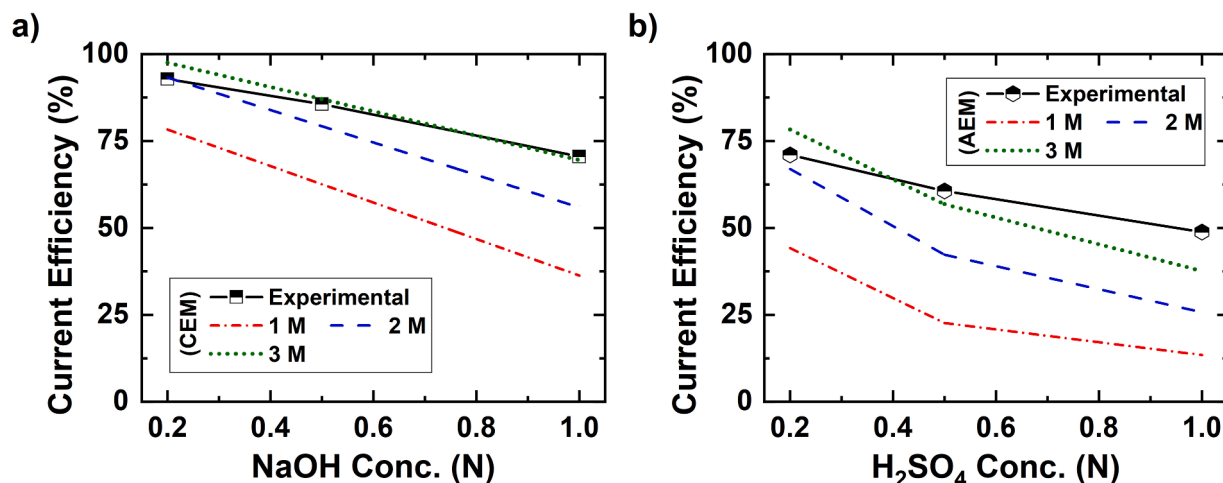 a)
Current Efficiency (%)
100
75
50
25
0
(CEM)
Experimental
1 M
2 M
3 M
0.2
0.4
0.6
0.8
1.0
NaOH Conc. (N)
b)
Current Efficiency (%)
100
75
50
25
0
(AEM)
Experimental
1 M
2 M
3 M
0.2
0.4
0.6
0.8
1.0
H₂SO₄ Conc. (N)